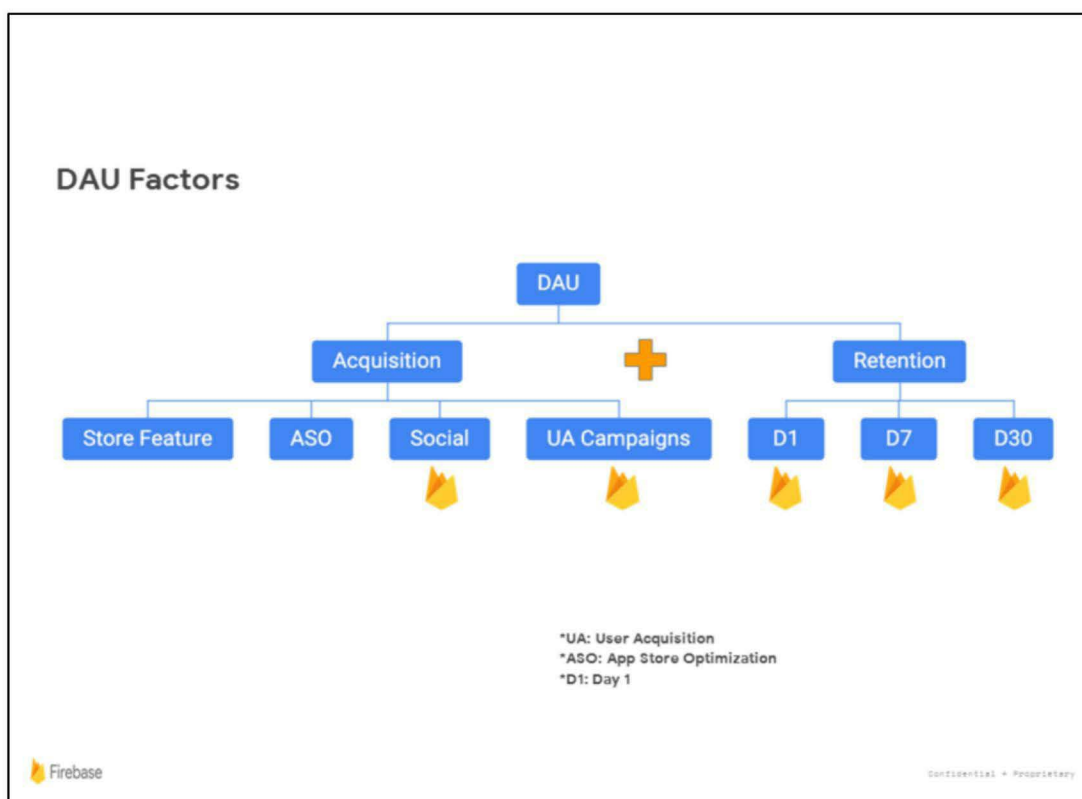 DAU Factors
DAU
Acquisition
Retention
Store Feature
ASO
Social
UA Campaigns
D1
D7
D30
*UA: User Acquisition
*ASO: App Store Optimization
*D1: Day 1
Firebase
Confidential + Proprietary